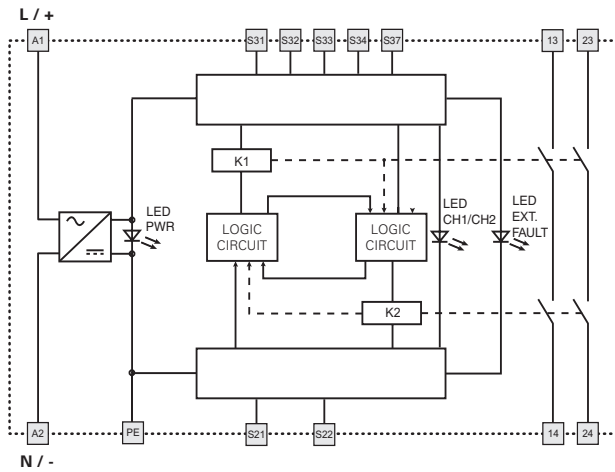 L / +
A1 S31 S32 S33 S34 S37 13 23
K1
LED
PWR
LOGIC
CIRCUIT
LOGIC
CIRCUIT
LED
CH1/CH2
LED
EXT.
FAULT
K2
A2 PE S21 S22 14 24
N / -